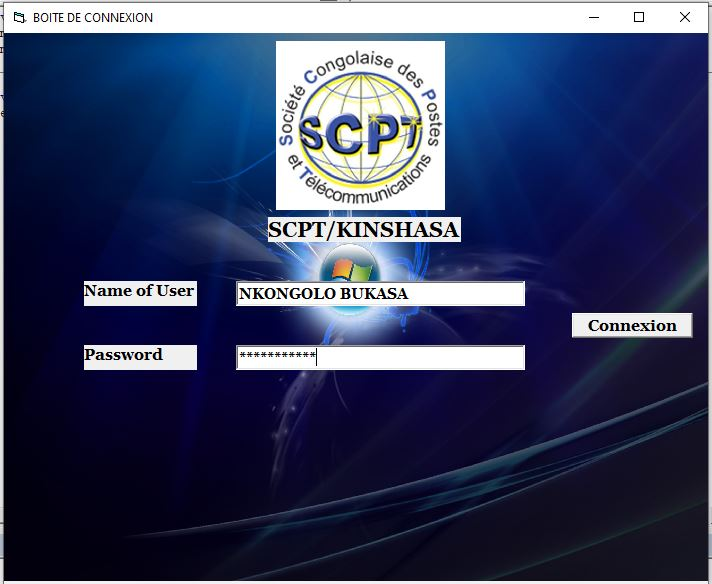 BOITE DE CONNEXION
Société Congolaise des Postes
et Télécommunications
SCPT
SCPT/KINSHASA
Name of User
NKONGOLO BUKASA
Connexion
Password
***********